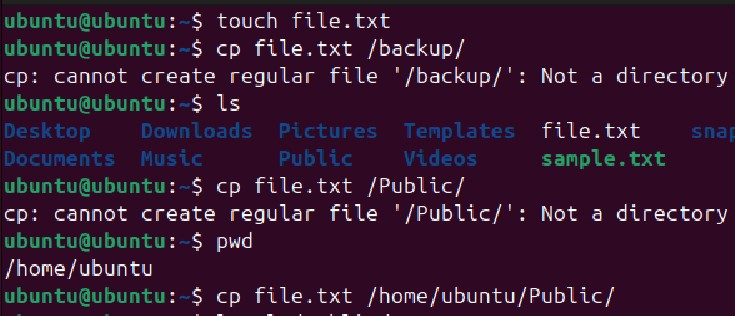 ubuntu@ubuntu:~$ touch file.txt
ubuntu@ubuntu:~$ cp file.txt /backup/
cp: cannot create regular file '/backup/': Not a directory
ubuntu@ubuntu:~$ ls
Desktop Downloads Pictures Templates file.txt snap
Documents Music Public Videos sample.txt
ubuntu@ubuntu:~$ cp file.txt /Public/
cp: cannot create regular file '/Public/': Not a directory
ubuntu@ubuntu:~$ pwd
/home/ubuntu
ubuntu@ubuntu:~$ cp file.txt /home/ubuntu/Public/